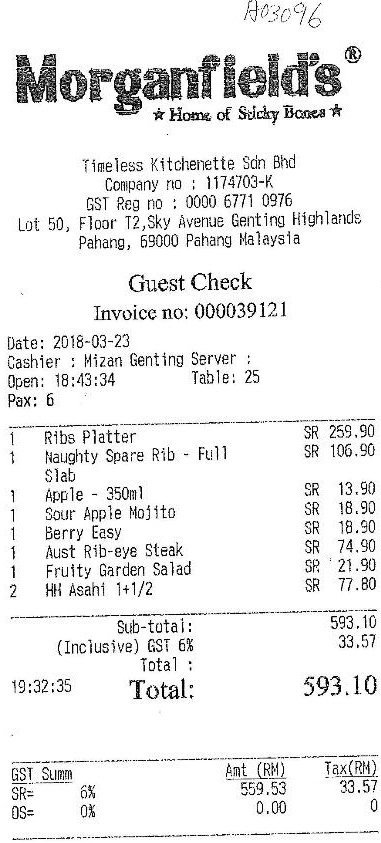 A03096
Morganfield's®
★ Home of Sticky Bones ★
Timeless Kitchenette Sdn Bhd
Company no : 1174703-K
GST Reg no : 0000 6771 0976
Lot 50, Floor T2,Sky Avenue Genting Highlands
Pahang, 69000 Pahang Malaysia
Guest Check
Invoice no: 000039121
Date: 2018-03-23
Cashier : Mizan Genting Server :
Open: 18:43:34 Table: 25
Pax: 6
1 Ribs Platter SR 259.90
1 Naughty Spare Rib - Full SR 106.90
Slab
1 Apple - 350ml SR 13.90
1 Sour Apple Mojito SR 18.90
1 Berry Easy SR 18.90
1 Aust Rib-eye Steak SR 74.90
1 Fruity Garden Salad SR 21.90
2 HH Asahi 1+1/2 SR 77.80
Sub-total: 593.10
(Inclusive) GST 6% 33.57
Total :
19:32:35 Total: 593.10
GST Summ Amt (RM) Tax(RM)
SR= 6% 559.53 33.57
OS= 0% 0.00 0